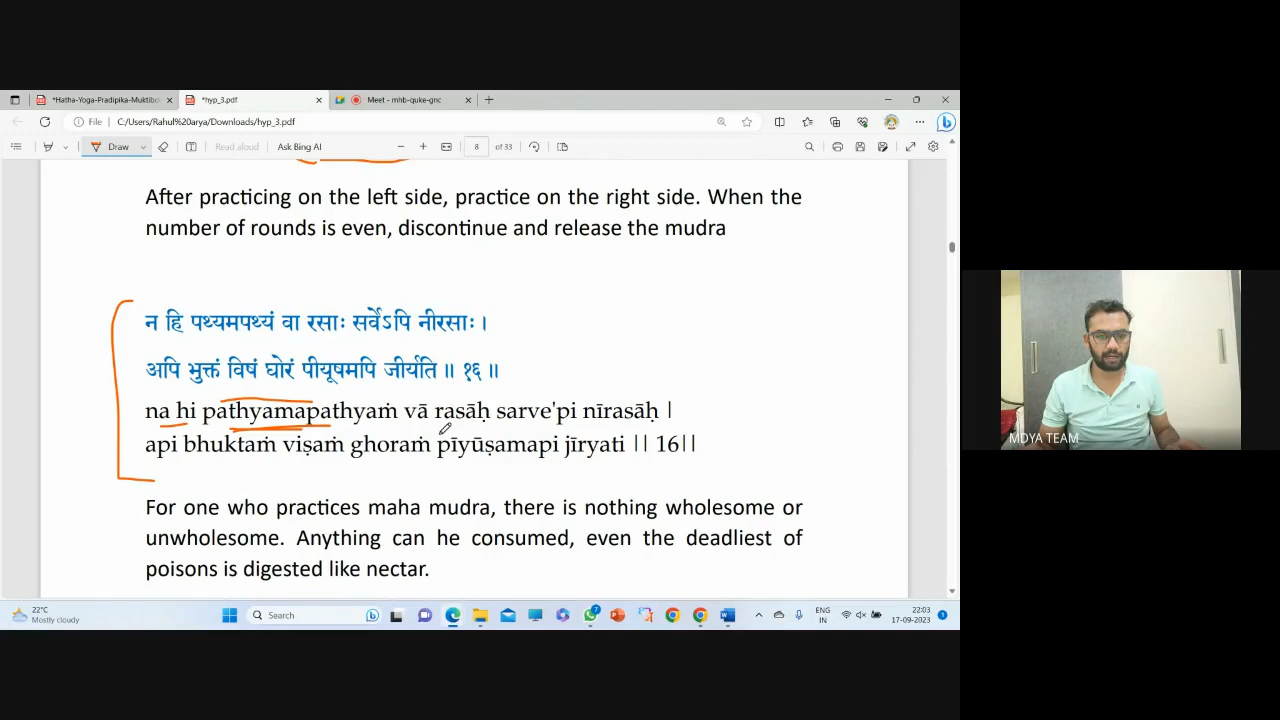 *Hatha-Yoga-Pradipika-Muktibo
*hyp_3.pdf
Meet - mhb-quke-gnc
File
C:/Users/Rahul%20arya/Downloads/hyp_3.pdf
Draw
Read aloud
Ask Bing AI
8 of 33
After practicing on the left side, practice on the right side. When the
number of rounds is even, discontinue and release the mudra
न हि पथ्यमपथ्यं वा रसाः सर्वेऽपि नीरसाः ।
अपि भुक्तं विषं घोरं पीयूषमपि जीर्यति ॥ १६ ॥
na hi pathyamapathyaṁ vā rasāḥ sarve'pi nīrasāḥ |
api bhuktaṁ viṣaṁ ghoraṁ pīyūṣamapi jīryati || 16||
For one who practices maha mudra, there is nothing wholesome or
unwholesome. Anything can he consumed, even the deadliest of
poisons is digested like nectar.
MDYA TEAM
22°C
Mostly cloudy
Search
7
ENG
IN
22:03
17-09-2023